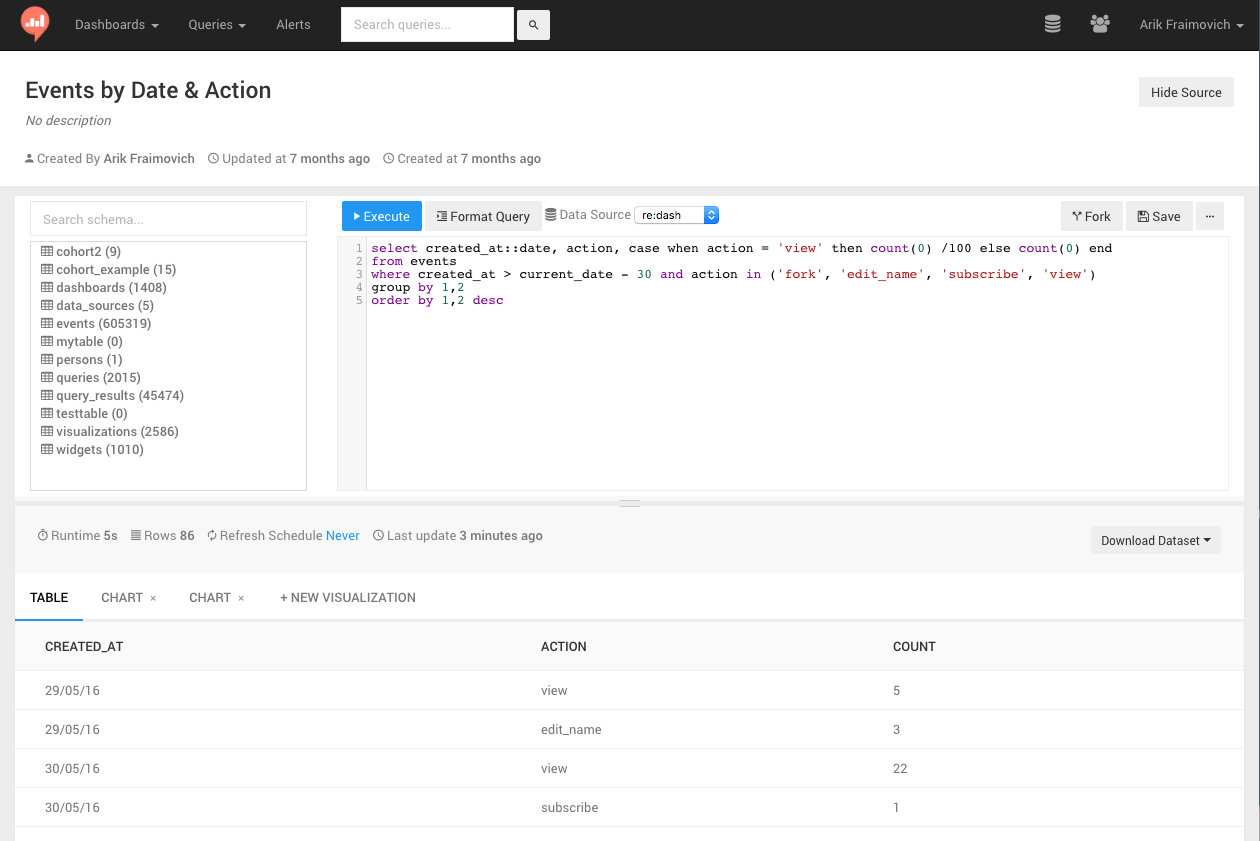 Dashboards Queries Alerts Search queries... Arik Fraimovich
Events by Date & Action
Hide Source
No description
Created By Arik Fraimovich Updated at 7 months ago Created at 7 months ago
Search schema...
cohort2 (9)
cohort_example (15)
dashboards (1408)
data_sources (5)
events (605319)
mytable (0)
persons (1)
queries (2015)
query_results (45474)
testtable (0)
visualizations (2586)
widgets (1010)
Execute Format Query Data Source re:dash Fork Save ...
1 select created_at::date, action, case when action = 'view' then count(0) /100 else count(0) end
2 from events
3 where created_at > current_date - 30 and action in ('fork', 'edit_name', 'subscribe', 'view')
4 group by 1,2
5 order by 1,2 desc
Runtime 5s Rows 86 Refresh Schedule Never Last update 3 minutes ago
Download Dataset
TABLE CHART × CHART × + NEW VISUALIZATION
CREATED_AT ACTION COUNT
29/05/16 view 5
29/05/16 edit_name 3
30/05/16 view 22
30/05/16 subscribe 1